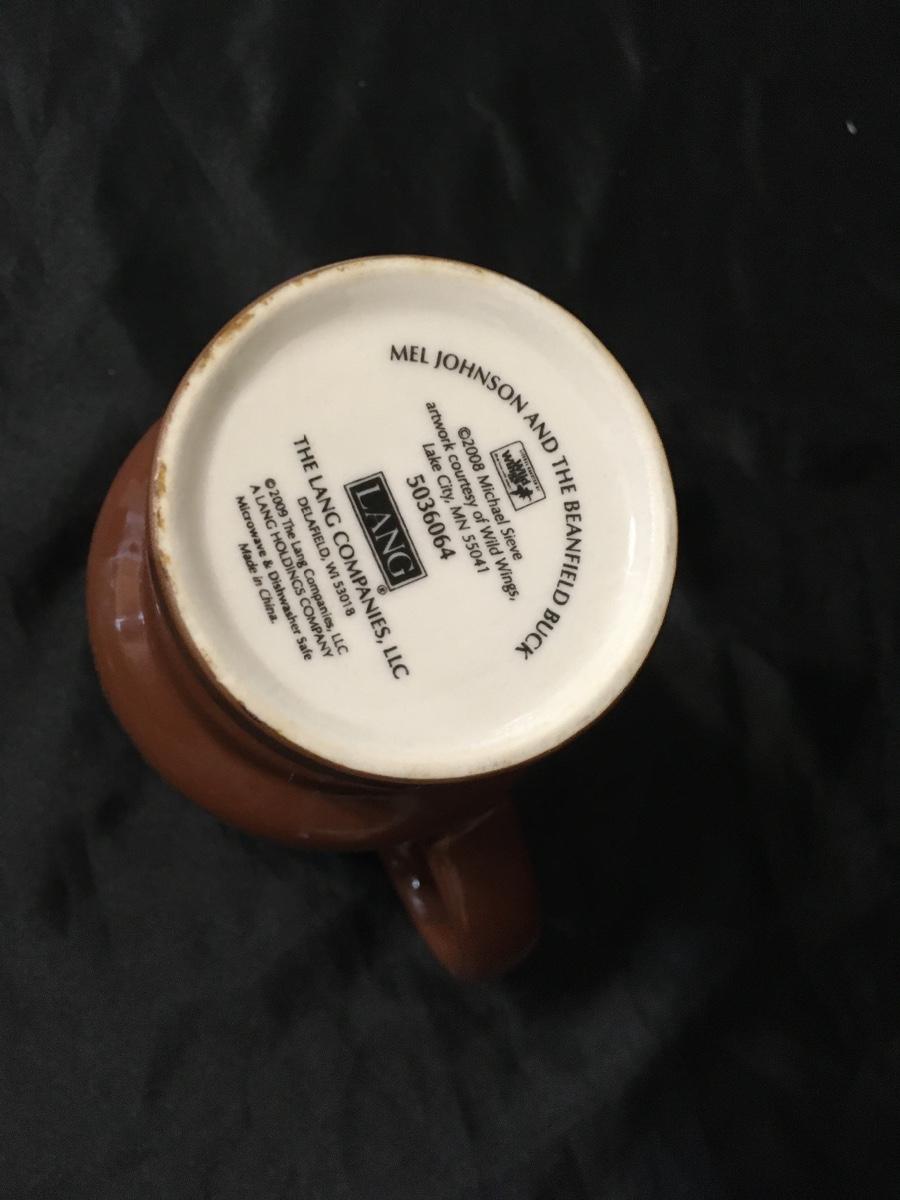 MEL JOHNSON AND THE BEANFIELD BUCK
wild wings
©2008 Michael Sieve
artwork courtesy of Wild Wings,
Lake City, MN 55041
5036064
LANG®
THE LANG COMPANIES, LLC
DELAFIELD, WI 53018
©2009 The Lang Companies, LLC
A LANG HOLDINGS COMPANY
Microwave & Dishwasher Safe
Made in China.